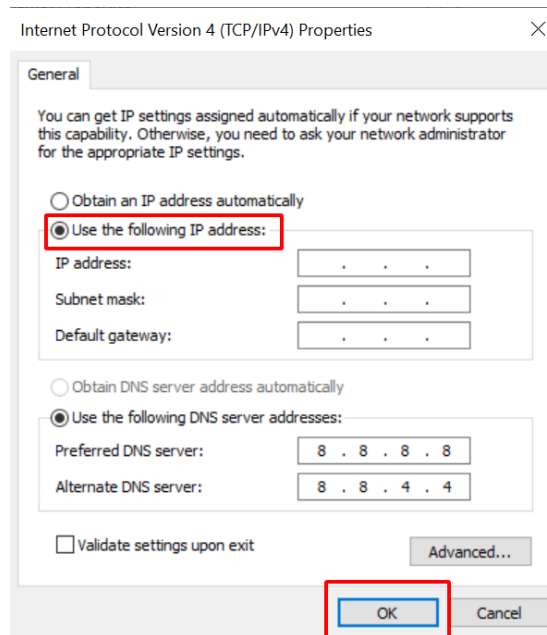 Internet Protocol Version 4 (TCP/IPv4) Properties
General
You can get IP settings assigned automatically if your network supports
this capability. Otherwise, you need to ask your network administrator
for the appropriate IP settings.
Obtain an IP address automatically
Use the following IP address:
IP address: . . .
Subnet mask: . . .
Default gateway: . . .
Obtain DNS server address automatically
Use the following DNS server addresses:
Preferred DNS server: 8 . 8 . 8 . 8
Alternate DNS server: 8 . 8 . 4 . 4
Validate settings upon exit
Advanced...
OK Cancel